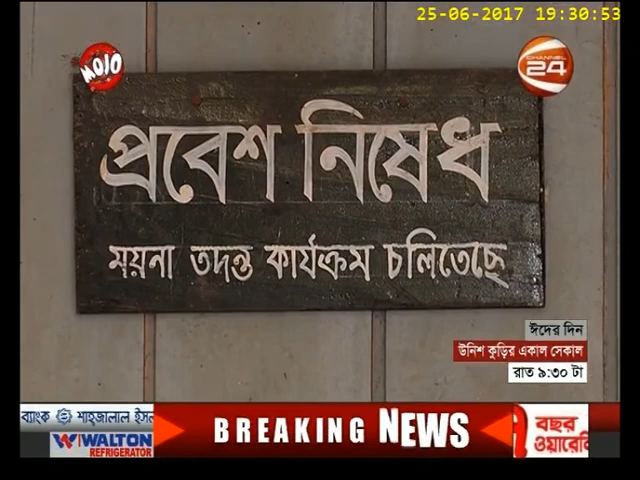 25-06-2017 19:30:53
MOJO
CHANNEL
24
প্রবেশ নিষেধ
ময়না তদন্ত কার্যক্রম চলিতেছে
ঈদের দিন
উনিশ কুড়ির একাল সেকাল
রাত ৯:৩০ টা
ব্যাংক শাহ্জালাল ইসল
WALTON
REFRIGERATOR
BREAKING NEWS
বছর
ওয়ারেন্টি